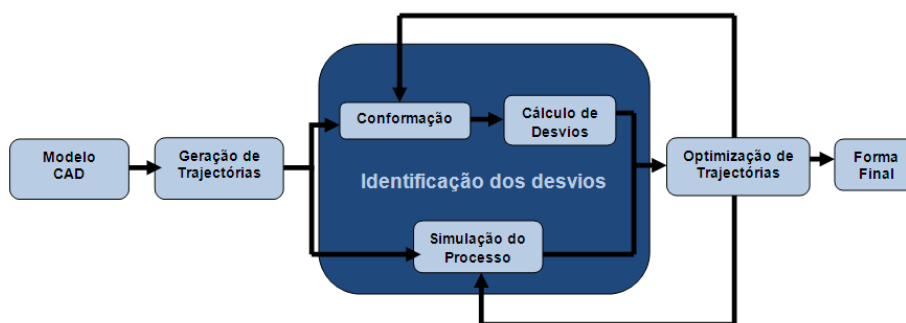 Modelo
CAD
Geração de
Trajectórias
Conformação
Cálculo de
Desvios
Identificação dos desvios
Simulação do
Processo
Optimização de
Trajectórias
Forma
Final